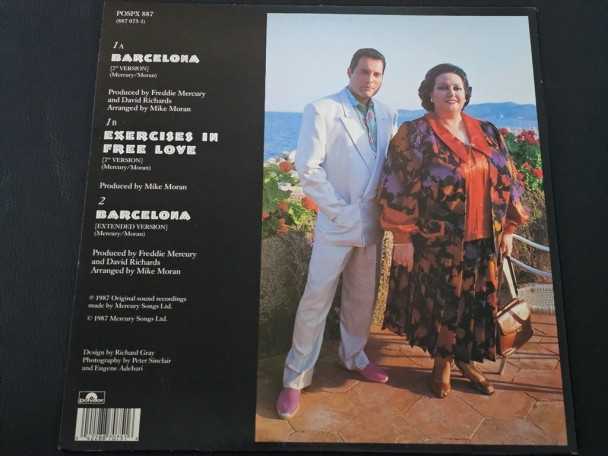 POSPX 887
(887 075-1)
1A
BARCELONA
[7" VERSION]
(Mercury/Moran)
Produced by Freddie Mercury
and David Richards
Arranged by Mike Moran
1B
EXERCISES IN
FREE LOVE
[7" VERSION]
(Mercury/Moran)
Produced by Mike Moran
2
BARCELONA
[EXTENDED VERSION]
(Mercury/Moran)
Produced by Freddie Mercury
and David Richards
Arranged by Mike Moran
℗ 1987 Original sound recordings
made by Mercury Songs Ltd.
© 1987 Mercury Songs Ltd.
Design by Richard Gray
Photography by Peter Sinclair
and Eugene Adebari
polydor